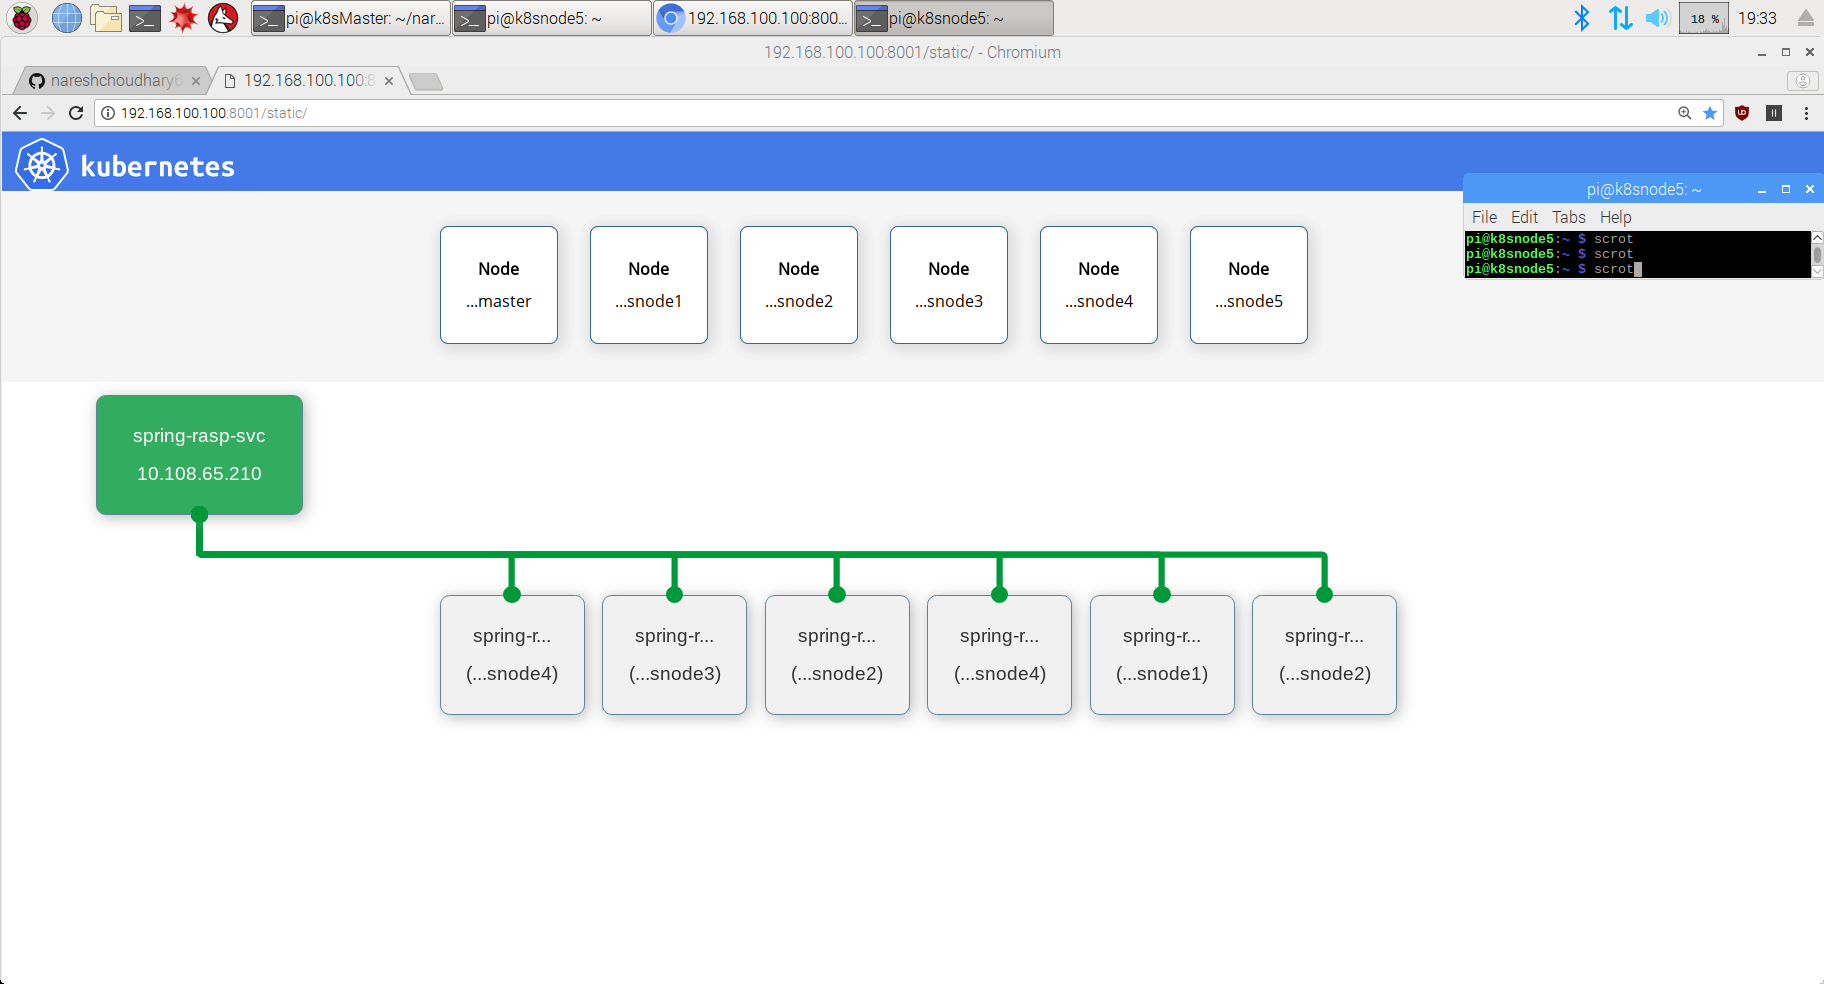 pi@k8sMaster: ~/nar...
pi@k8snode5: ~
192.168.100.100:800...
pi@k8snode5: ~
18 %
19:33
192.168.100.100:8001/static/ - Chromium
nareshchoudhary6
192.168.100.100:8
192.168.100.100:8001/static/
kubernetes
pi@k8snode5: ~
File Edit Tabs Help
pi@k8snode5:~ $ scrot
pi@k8snode5:~ $ scrot
pi@k8snode5:~ $ scrot
Node
...master
Node
...snode1
Node
...snode2
Node
...snode3
Node
...snode4
Node
...snode5
spring-rasp-svc
10.108.65.210
spring-r...
(...snode4)
spring-r...
(...snode3)
spring-r...
(...snode2)
spring-r...
(...snode4)
spring-r...
(...snode1)
spring-r...
(...snode2)